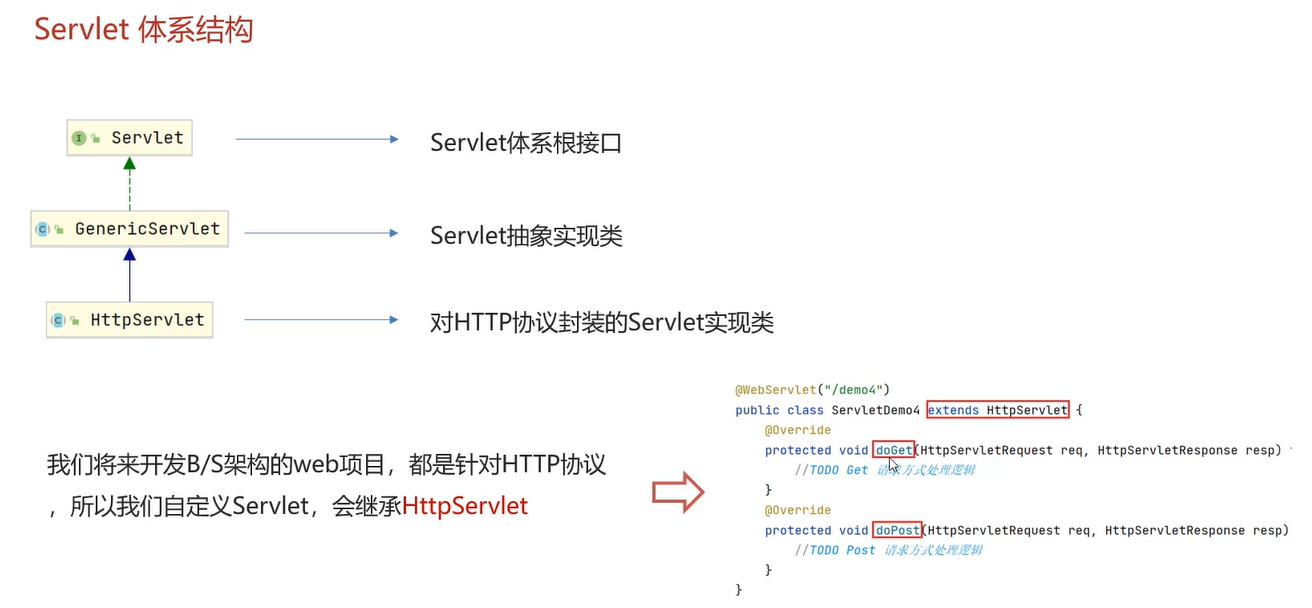 Servlet 体系结构
Servlet
Servlet体系根接口
GenericServlet
Servlet抽象实现类
HttpServlet
对HTTP协议封装的Servlet实现类
我们将来开发B/S架构的web项目，都是针对HTTP协议
，所以我们自定义Servlet，会继承HttpServlet
@WebServlet("/demo4")
public class ServletDemo4 extends HttpServlet {
@Override
protected void doGet(HttpServletRequest req, HttpServletResponse resp)
//TODO Get 请求方式处理逻辑
}
@Override
protected void doPost(HttpServletRequest req, HttpServletResponse resp)
//TODO Post 请求方式处理逻辑
}
}